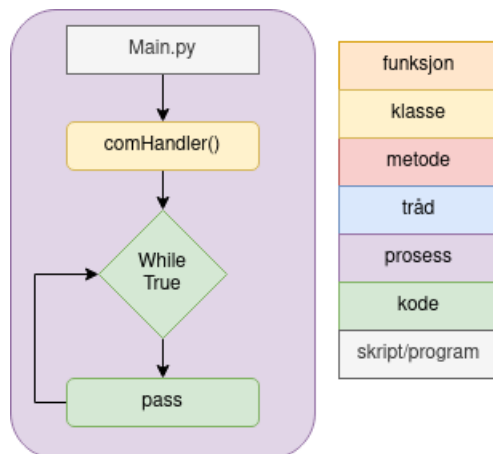 Main.py
comHandler()
While
True
pass
funksjon
klasse
metode
tråd
prosess
kode
skript/program